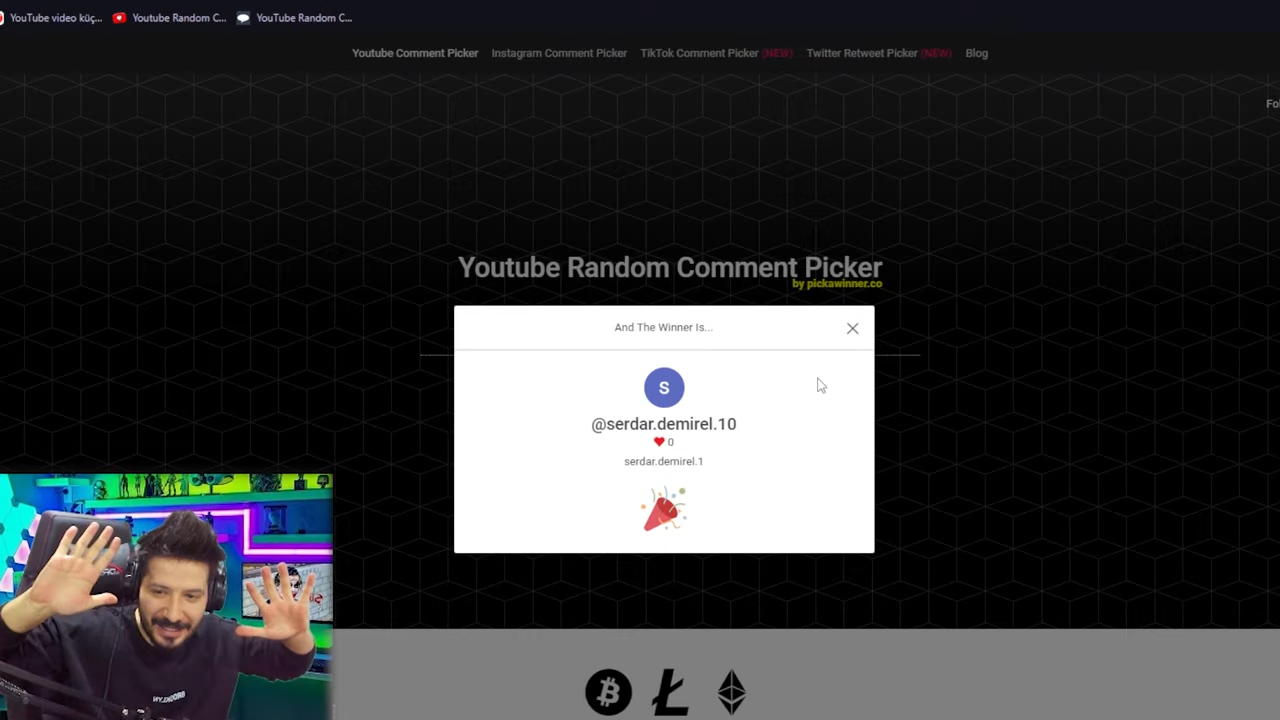 YouTube video küç...
Youtube Random C...
YouTube Random C...
Youtube Comment Picker
Instagram Comment Picker
TikTok Comment Picker (NEW)
Twitter Retweet Picker (NEW)
Blog
Youtube Random Comment Picker
by pickawinner.co
And The Winner Is...
S
@serdar.demirel.10
0
serdar.demirel.1